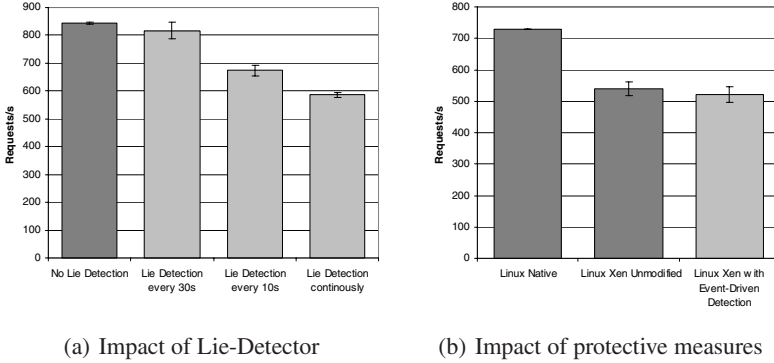 900
800
700
600
500
400
300
200
100
0
Requests/s
No Lie Detection
Lie Detection every 30s
Lie Detection every 10s
Lie Detection continously
(a) Impact of Lie-Detector
800
700
600
500
400
300
200
100
0
Requests/s
Linux Native
Linux Xen Unmodified
Linux Xen with Event-Driven Detection
(b) Impact of protective measures